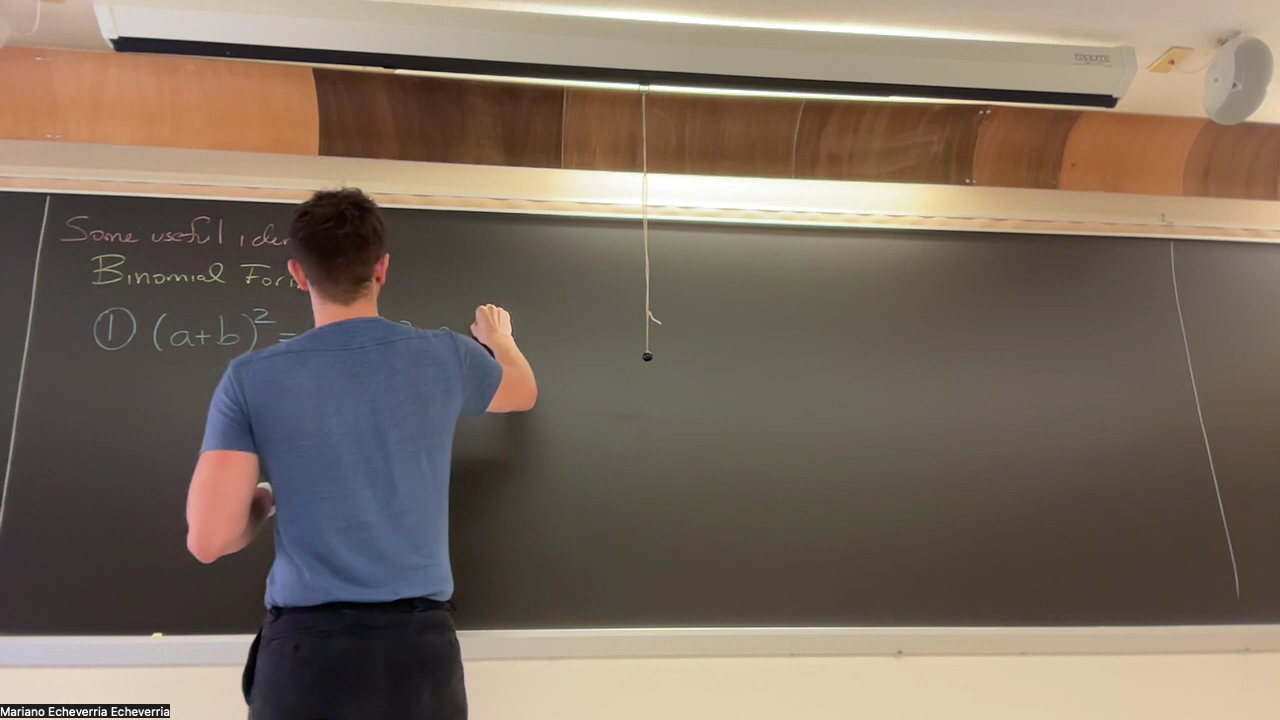 Some useful iden
Binomial For
① (a+b)² =
Mariano Echeverria Echeverria